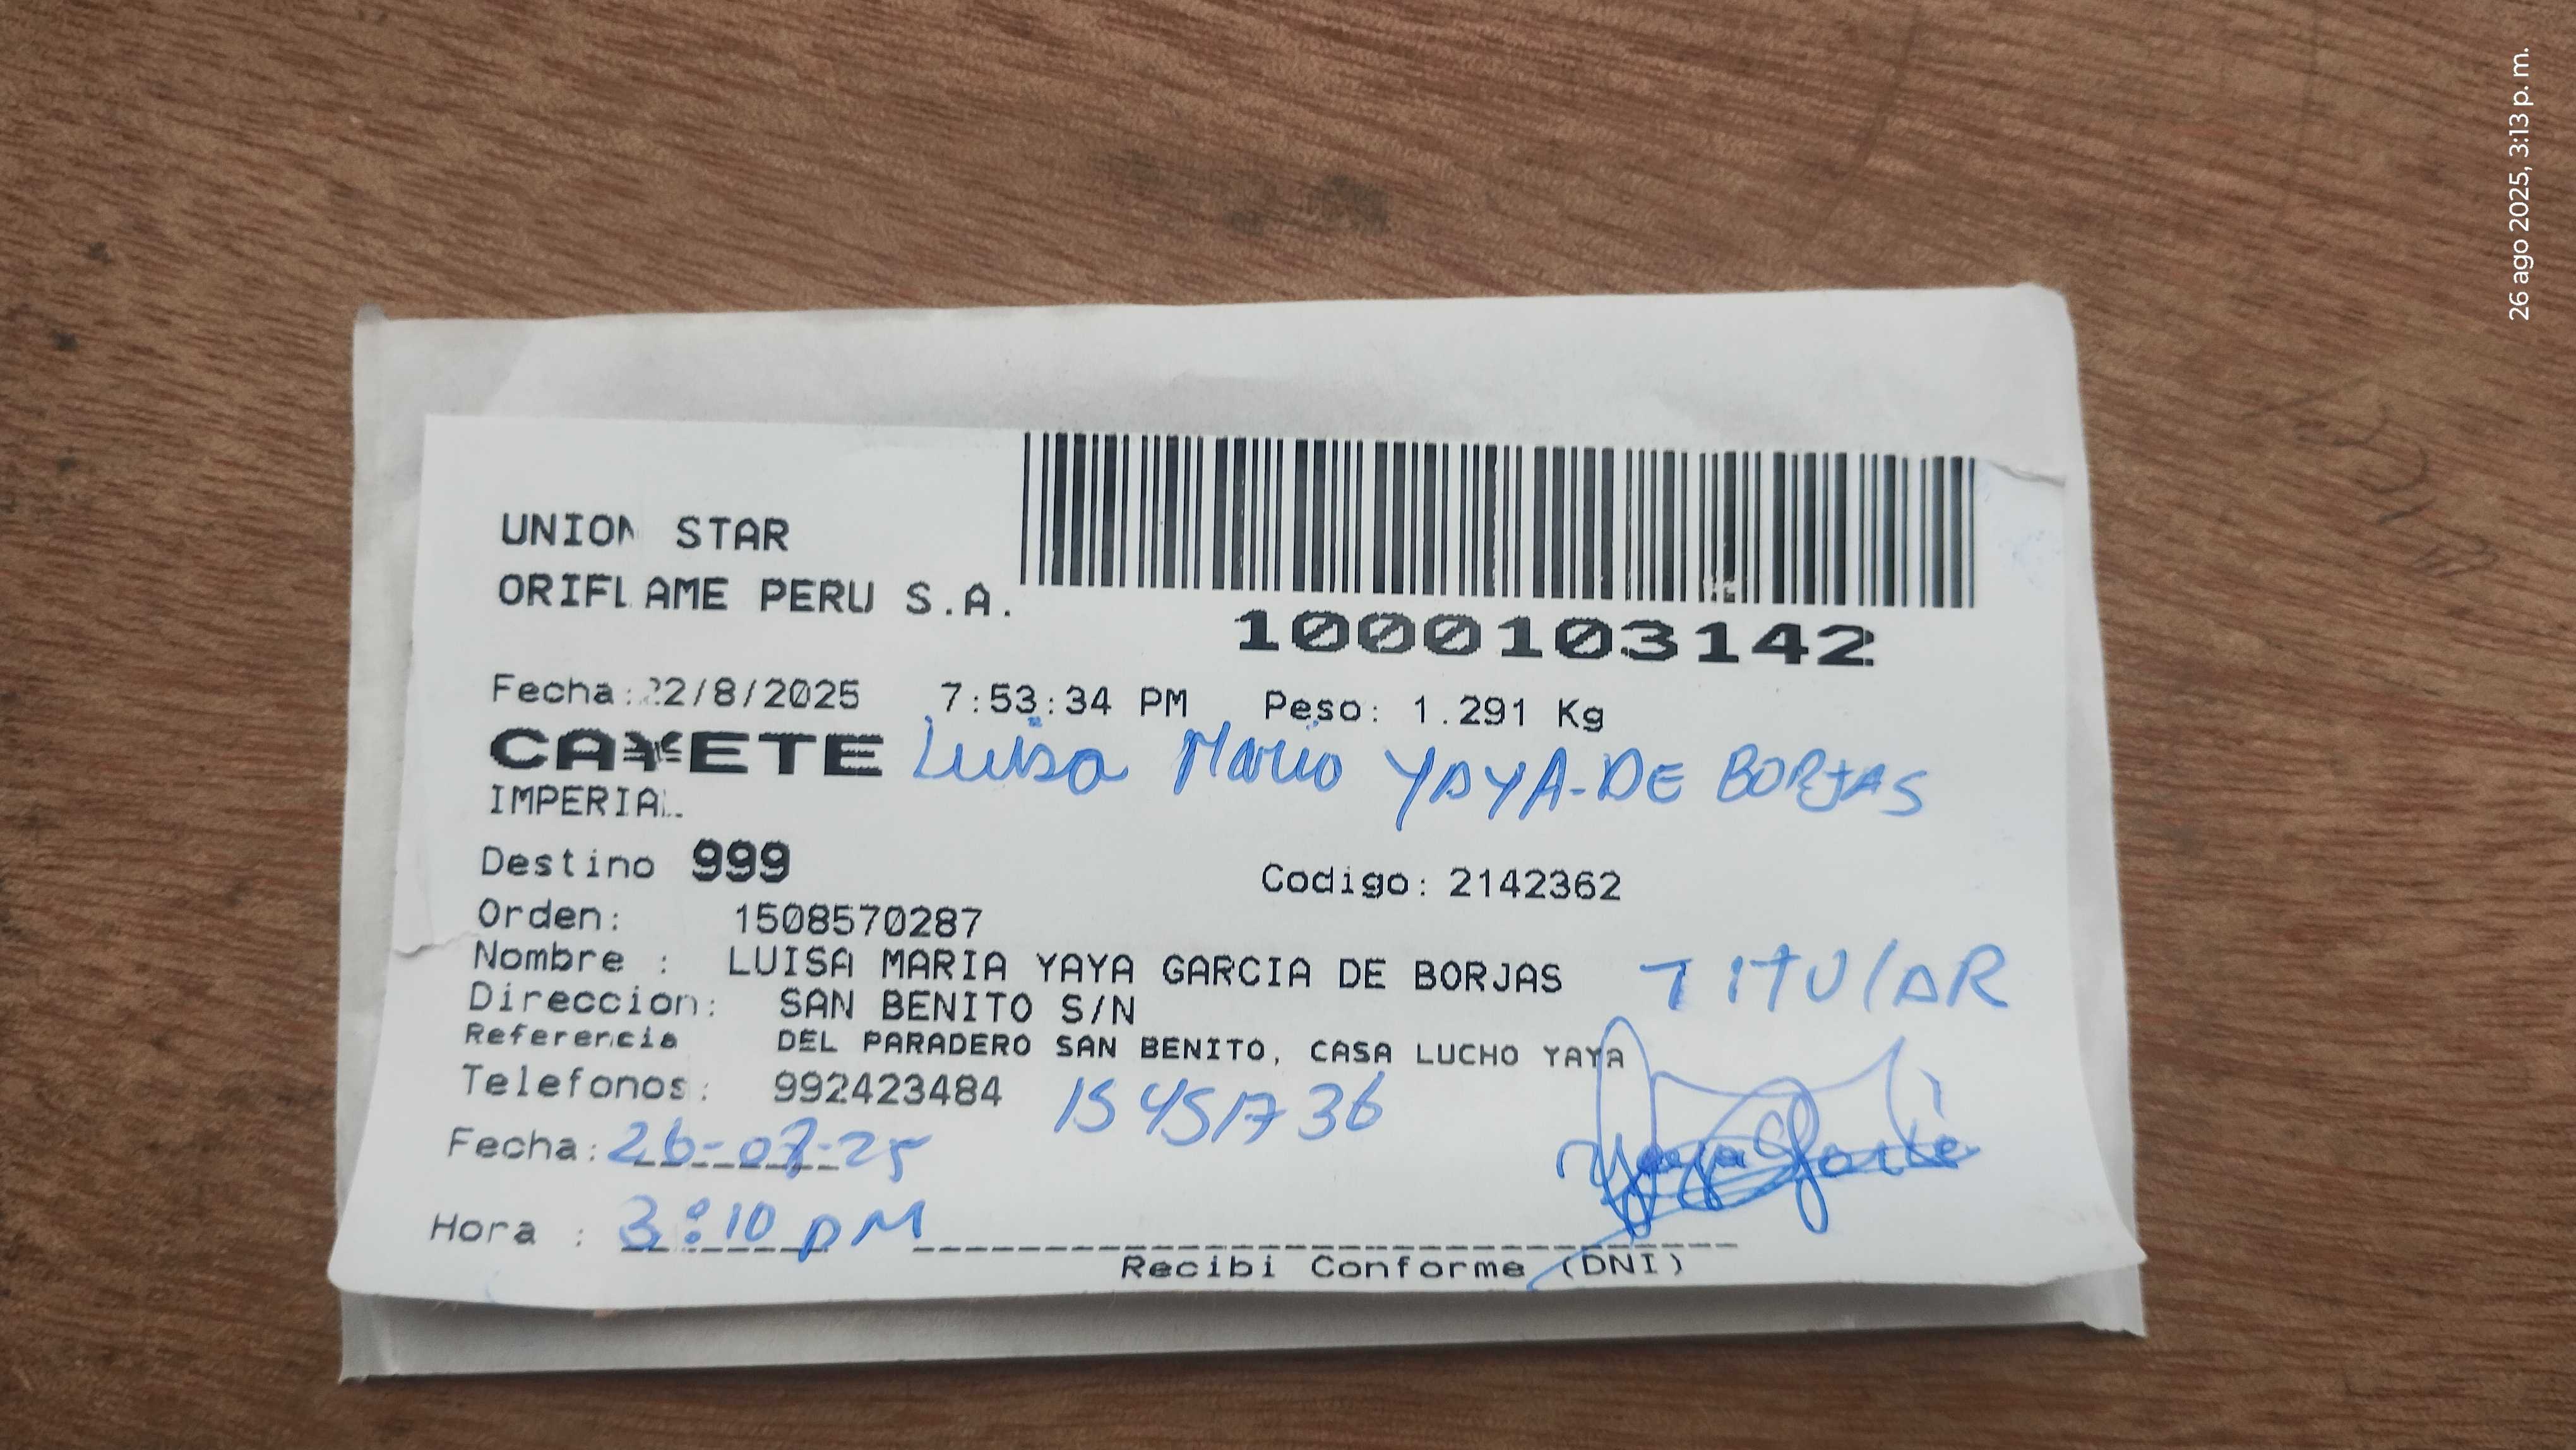 26 ago 2025, 3:13 p. m.
UNION STAR
ORIFLAME PERU S.A.
1000103142
Fecha: 22/8/2025 7:53:34 PM Peso: 1.291 Kg
CAÑETE Luisa Maria YAYA-DE BORJAS
IMPERIAL
Destino 999 Codigo: 2142362
Orden: 1508570287
Nombre : LUISA MARIA YAYA GARCIA DE BORJAS TITULAR
Direccion: SAN BENITO S/N
Referencia DEL PARADERO SAN BENITO, CASA LUCHO YAYA
Telefonos: 992423484 15451736
Fecha: 26-08-25
Hora : 3:10 PM
Recibi Conforme (DNI)